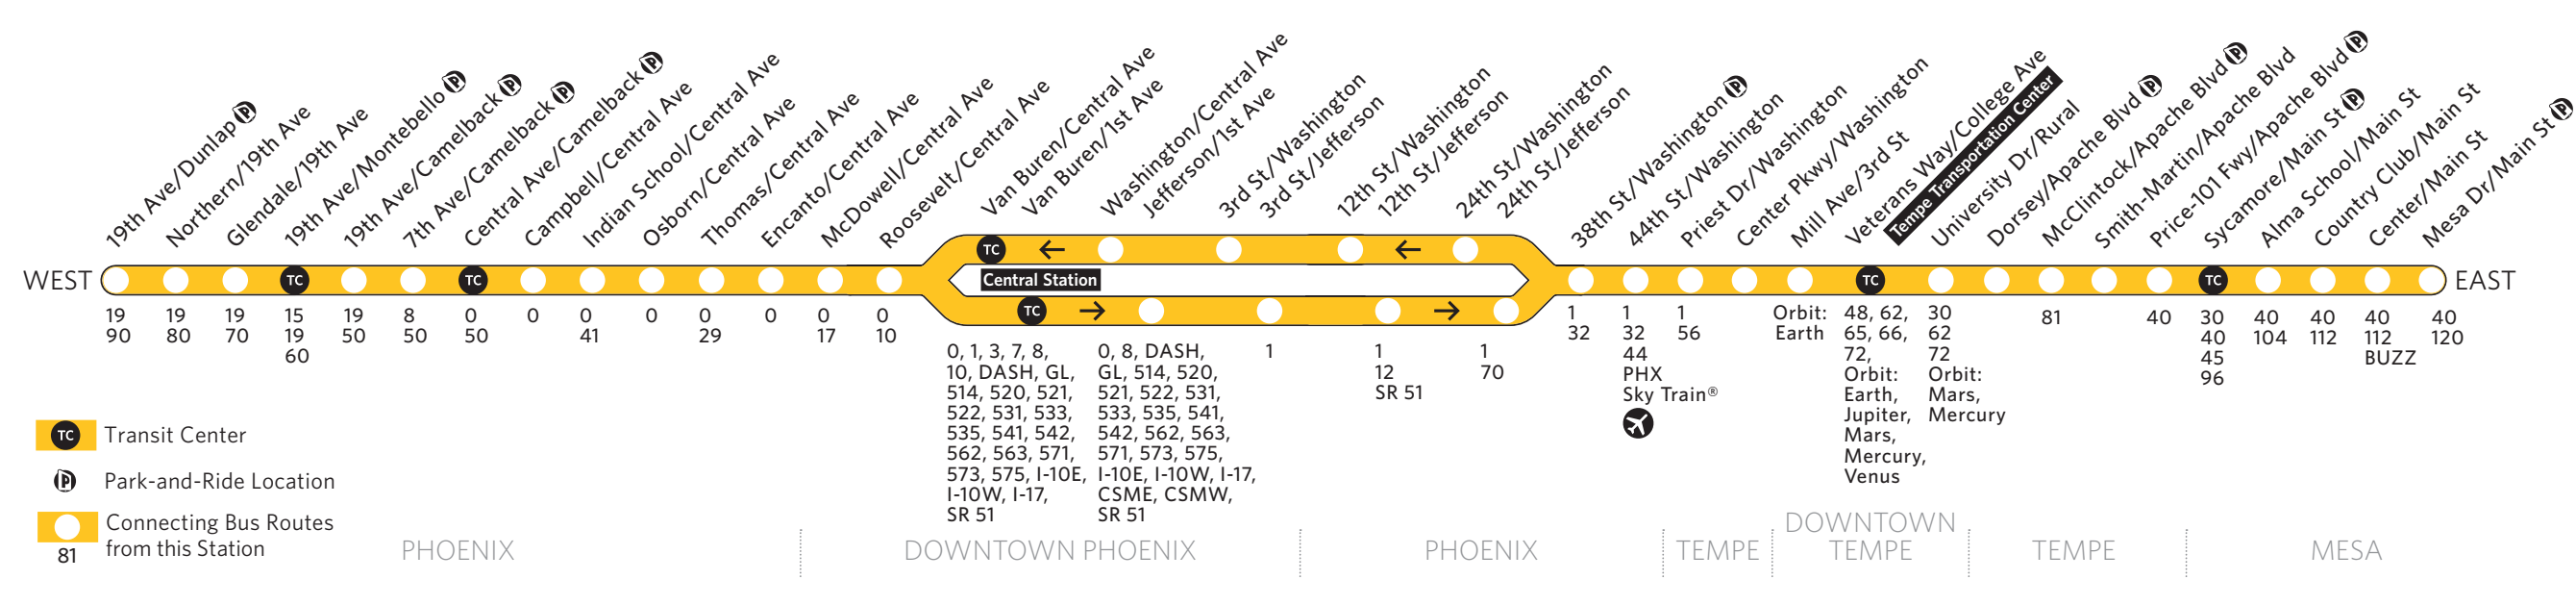 19th Ave/Dunlap
Northern/19th Ave
Glendale/19th Ave
19th Ave/Montebello
19th Ave/Camelback
7th Ave/Camelback
Central Ave/Camelback
Campbell/Central Ave
Indian School/Central Ave
Osborn/Central Ave
Thomas/Central Ave
Encanto/Central Ave
McDowell/Central Ave
Roosevelt/Central Ave
Van Buren/Central Ave
Van Buren/1st Ave
Washington/Central Ave
Jefferson/1st Ave
3rd St/Washington
3rd St/Jefferson
12th St/Washington
12th St/Jefferson
24th St/Washington
24th St/Jefferson
38th St/Washington
44th St/Washington
Priest Dr/Washington
Center Pkwy/Washington
Mill Ave/3rd St
Veterans Way/College Ave
Tempe Transportation Center
University Dr/Rural
Dorsey/Apache Blvd
McClintock/Apache Blvd
Smith-Martin/Apache Blvd
Price-101 Fwy/Apache Blvd
Sycamore/Main St
Alma School/Main St
Country Club/Main St
Center/Main St
Mesa Dr/Main St
WEST
TC
TC
TC
Central Station
TC
TC
TC
EAST
19
90
19
80
19
70
15
19
60
19
50
8
50
0
50
0
0
41
0
0
29
0
0
17
0
10
0, 1, 3, 7, 8,
10, DASH, GL,
514, 520, 521,
522, 531, 533,
535, 541, 542,
562, 563, 571,
573, 575, I-10E,
I-10W, I-17,
SR 51
0, 8, DASH,
GL, 514, 520,
521, 522, 531,
533, 535, 541,
542, 562, 563,
571, 573, 575,
I-10E, I-10W, I-17,
CSME, CSMW,
SR 51
1
1
12
SR 51
1
70
1
32
1
32
44
PHX
Sky Train®
1
56
Orbit:
Earth
48, 62,
65, 66,
72,
Orbit:
Earth,
Jupiter,
Mars,
Mercury,
Venus
30
62
72
Orbit:
Mars,
Mercury
81
40
30
40
45
96
40
104
40
112
40
112
BUZZ
40
120
TC Transit Center
P Park-and-Ride Location
Connecting Bus Routes
from this Station
81
PHOENIX
DOWNTOWN PHOENIX
PHOENIX
TEMPE
DOWNTOWN
TEMPE
TEMPE
MESA